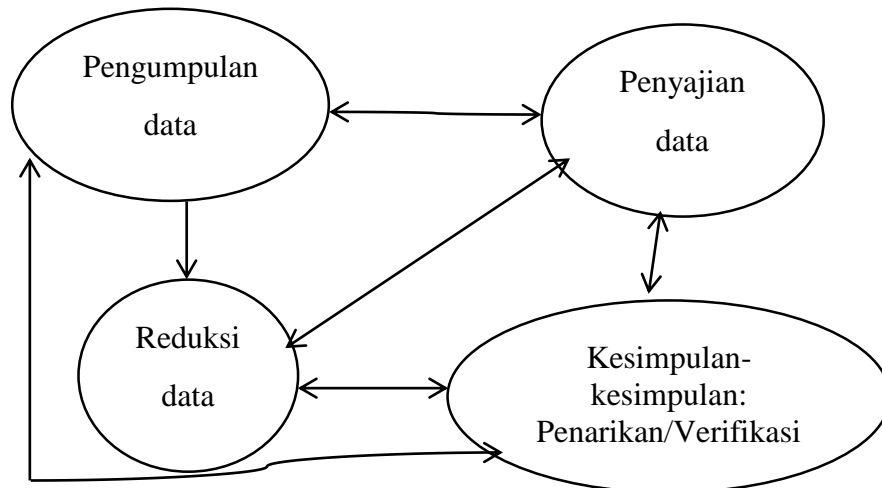 Pengumpulan
data
Penyajian
data
Reduksi
data
Kesimpulan-
kesimpulan:
Penarikan/Verifikasi